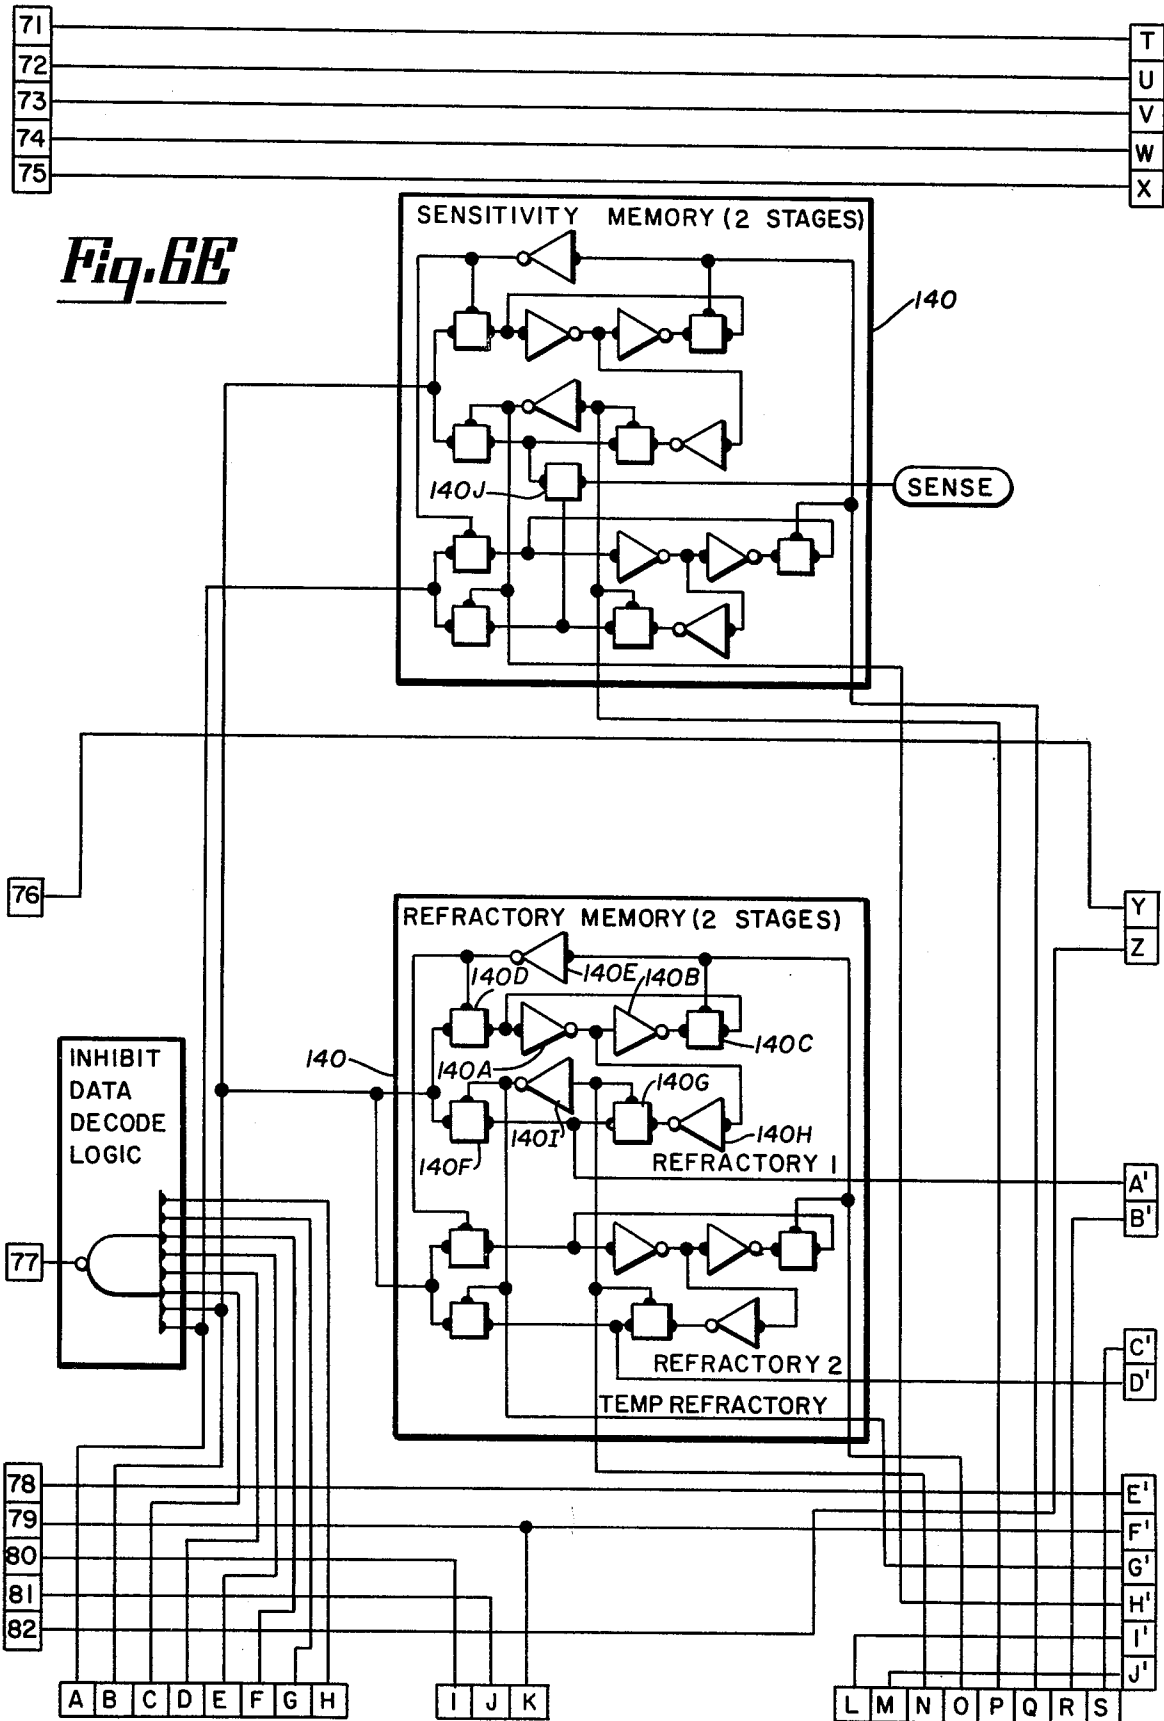 71
T
72
U
73
V
74
W
75
X
SENSITIVITY MEMORY (2 STAGES)
Fig. 6E
140
140J
SENSE
76
Y
REFRACTORY MEMORY (2 STAGES)
Z
140D
140E
140B
INHIBIT
DATA
DECODE
LOGIC
140
140A
140C
140G
140I
140H
140F
REFRACTORY 1
A'
B'
77
REFRACTORY 2
C'
D'
TEMP REFRACTORY
78
E'
79
F'
80
G'
81
H'
82
I'
J'
A B C D E F G H
I J K
L M N O P Q R S